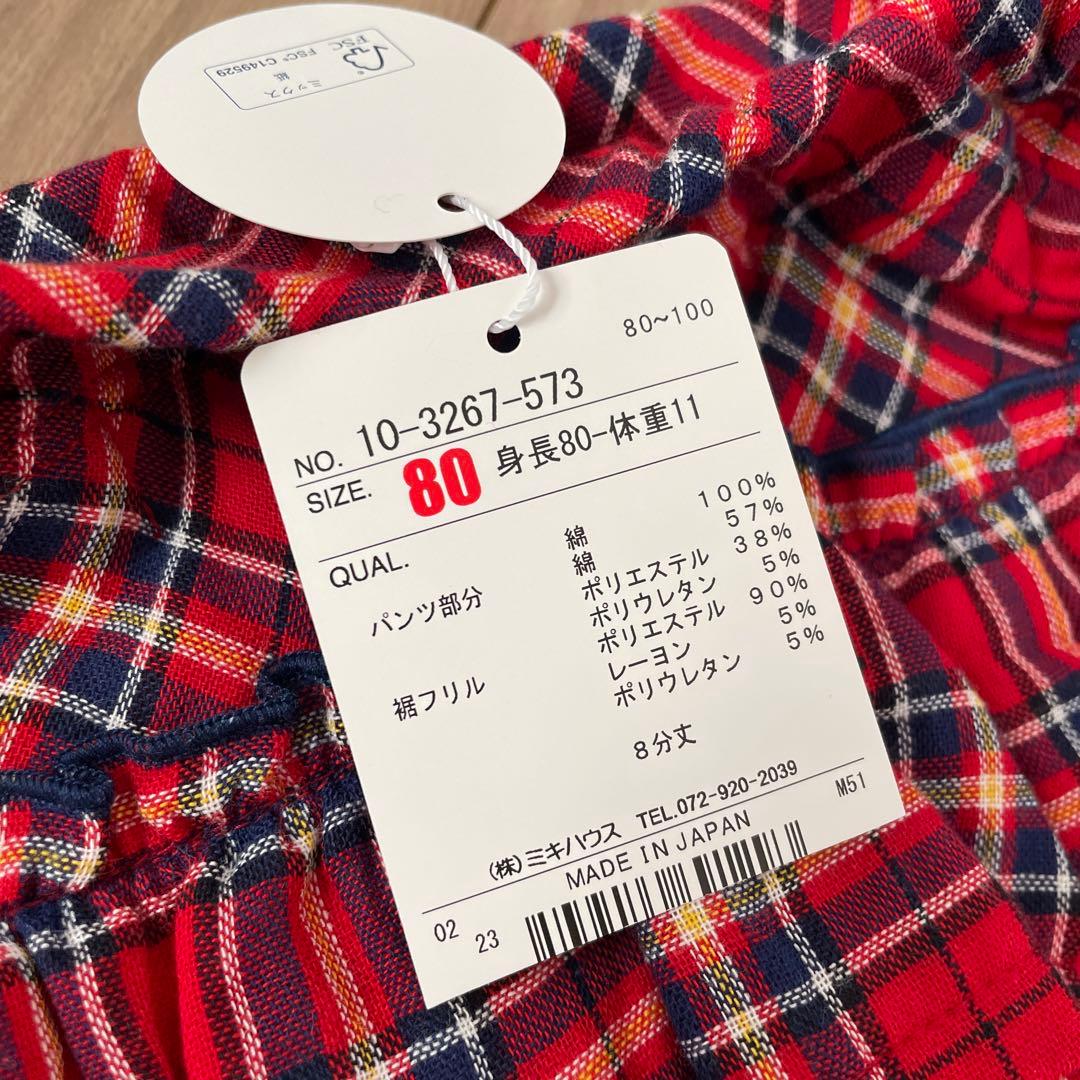 FSC
FSC® C149529
ミックス
紙
80~100
NO. 10-3267-573
SIZE. 80 身長80-体重11
QUAL.
綿 100%
パンツ部分 綿 57%
ポリエステル 38%
ポリウレタン 5%
裾フリル ポリエステル 90%
レーヨン 5%
ポリウレタン 5%
8分丈
(株)ミキハウス TEL.072-920-2039
MADE IN JAPAN M51
02 23